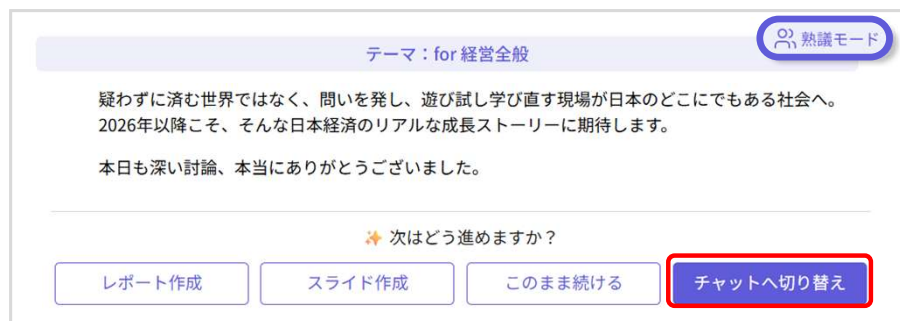 熟議モード
テーマ：for 経営全般
疑わずに済む世界ではなく、問いを発し、遊び試し学び直す現場が日本のどこにでもある社会へ。
2026年以降こそ、そんな日本経済のリアルな成長ストーリーに期待します。
本日も深い討論、本当にありがとうございました。
✨ 次はどう進めますか？
レポート作成
スライド作成
このまま続ける
チャットへ切り替え